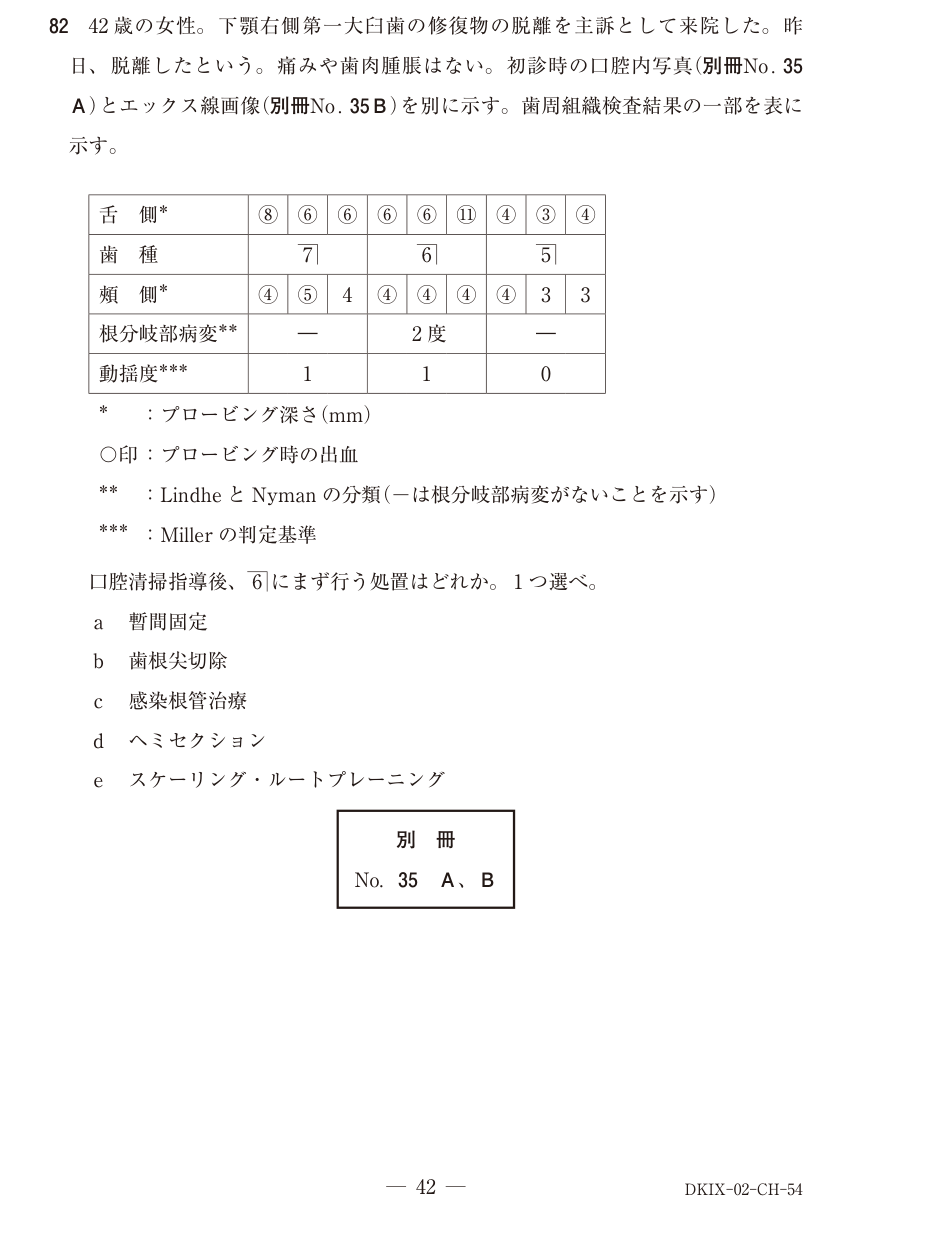 82 42歳の女性。下顎右側第一大臼歯の修復物の脱離を主訴として来院した。昨
日、脱離したという。痛みや歯肉腫脹はない。初診時の口腔内写真(別冊No. 35
A)とエックス線画像(別冊No. 35 B)を別に示す。歯周組織検査結果の一部を表に
示す。
舌 側* ⑧ ⑥ ⑥ ⑥ ⑥ ⑪ ④ ③ ④
歯 種 7 6 5
頰 側* ④ ⑤ 4 ④ ④ ④ ④ 3 3
根分岐部病変** ― 2度 ―
動揺度*** 1 1 0
* :プロービング深さ(mm)
○印:プロービング時の出血
** :Lindhe と Nyman の分類(-は根分岐部病変がないことを示す)
*** :Miller の判定基準
口腔清掃指導後、6にまず行う処置はどれか。1つ選べ。
a 暫間固定
b 歯根尖切除
c 感染根管治療
d ヘミセクション
e スケーリング・ルートプレーニング
別 冊
No. 35 A、B
― 42 ―
DKIX-02-CH-54